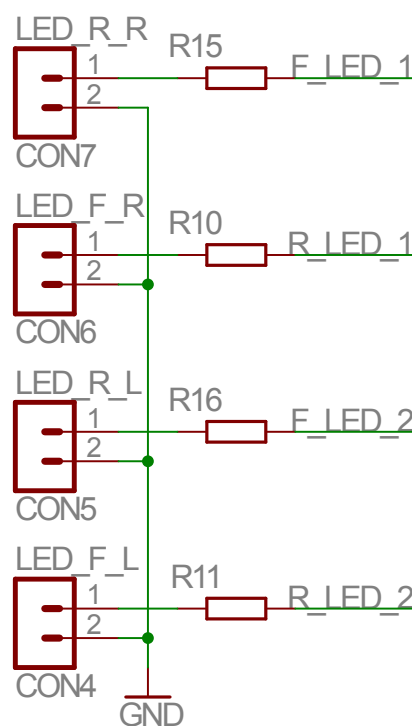 LED_R_R
1 R15 F_LED_1
2
CON7
LED_F_R
1 R10 R_LED_1
2
CON6
LED_R_L
1 R16 F_LED_2
2
CON5
LED_F_L
1 R11 R_LED_2
2
CON4
GND